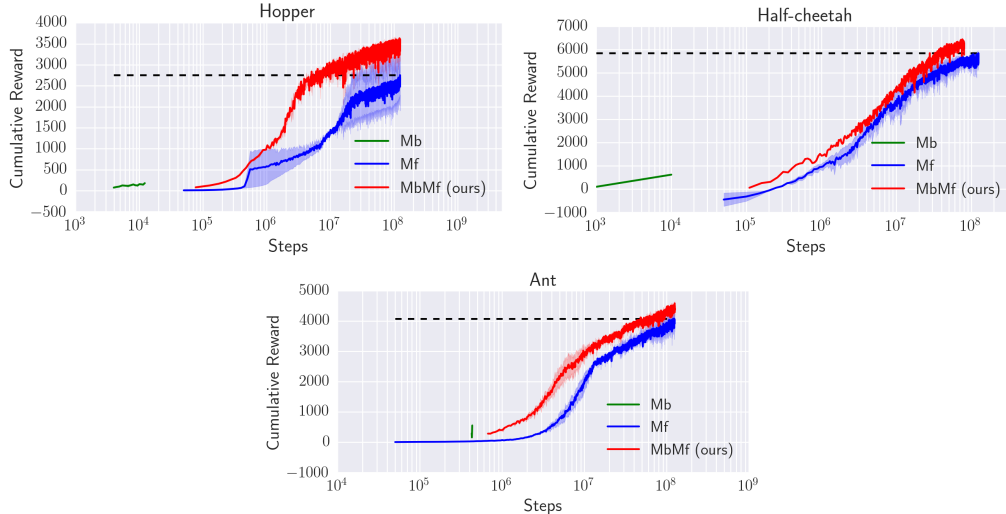 Hopper
4000
3500
3000
2500
2000
1500
1000
500
0
−500
Cumulative Reward
10³ 10⁴ 10⁵ 10⁶ 10⁷ 10⁸ 10⁹
Steps
Mb
Mf
MbMf (ours)
Half-cheetah
7000
6000
5000
4000
3000
2000
1000
0
−1000
Cumulative Reward
10³ 10⁴ 10⁵ 10⁶ 10⁷ 10⁸
Steps
Mb
Mf
MbMf (ours)
Ant
5000
4000
3000
2000
1000
0
−1000
Cumulative Reward
10⁴ 10⁵ 10⁶ 10⁷ 10⁸ 10⁹
Steps
Mb
Mf
MbMf (ours)